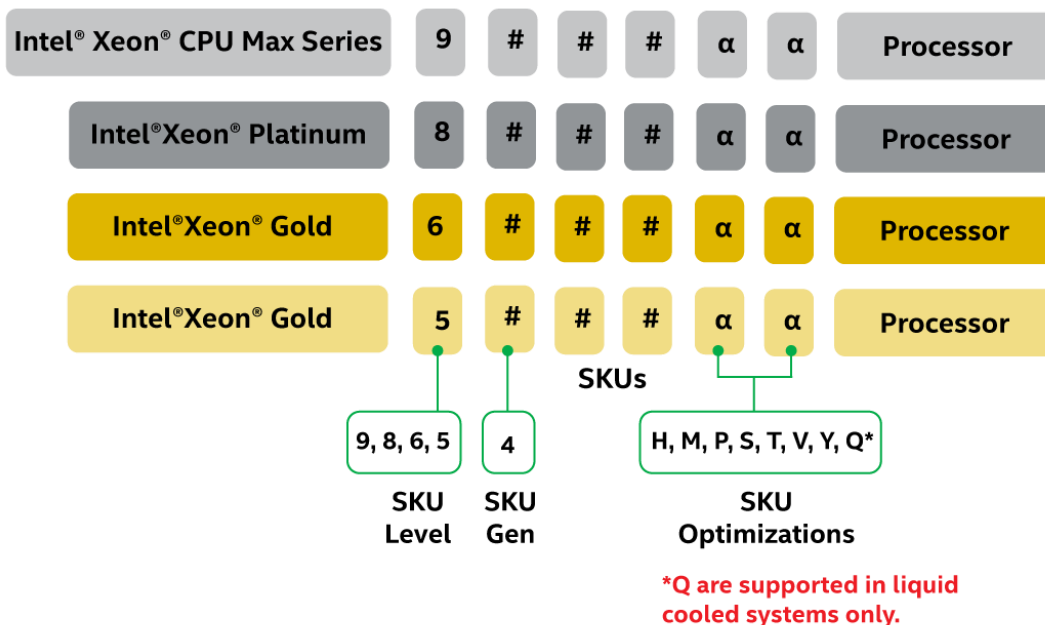 Intel® Xeon® CPU Max Series 9 # # # α α Processor
Intel®Xeon® Platinum 8 # # # α α Processor
Intel®Xeon® Gold 6 # # # α α Processor
Intel®Xeon® Gold 5 # # # α α Processor
SKUs
9, 8, 6, 5 4 H, M, P, S, T, V, Y, Q*
SKU Level
SKU Gen
SKU Optimizations
*Q are supported in liquid
cooled systems only.